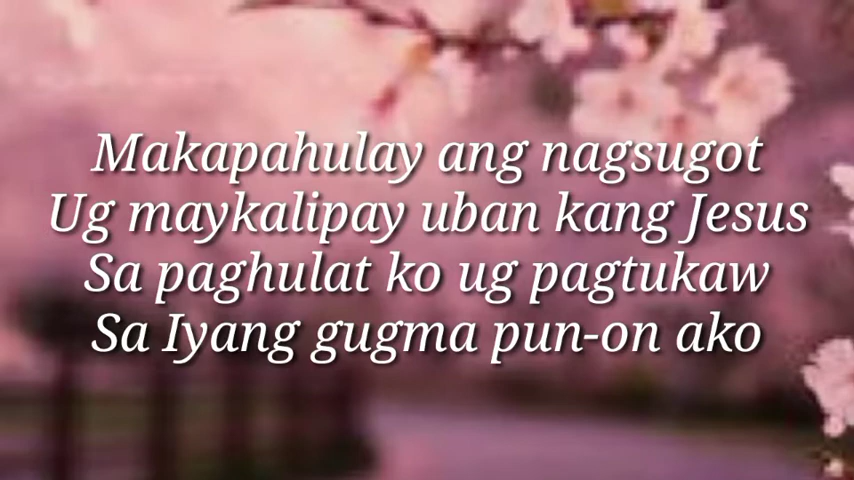 Makapahulay ang nagsugot
Ug maykalipay uban kang Jesus
Sa paghulat ko ug pagtukaw
Sa Iyang gugma pun-on ako